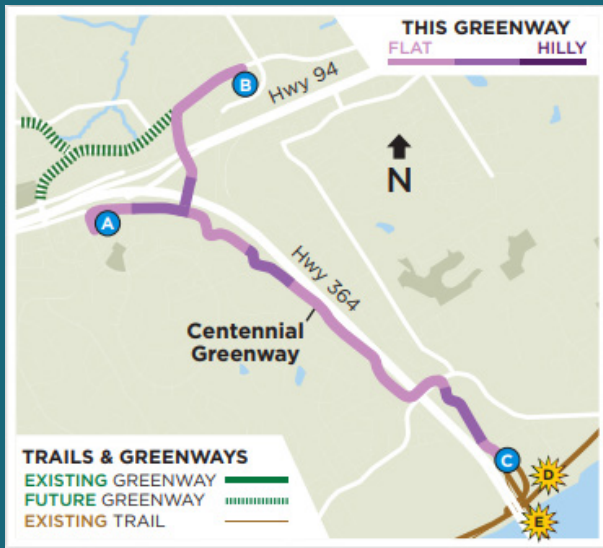 THIS GREENWAY
FLAT HILLY
B
Hwy 94
N
A
Hwy 364
Centennial
Greenway
C
D
E
TRAILS & GREENWAYS
EXISTING GREENWAY
FUTURE GREENWAY
EXISTING TRAIL